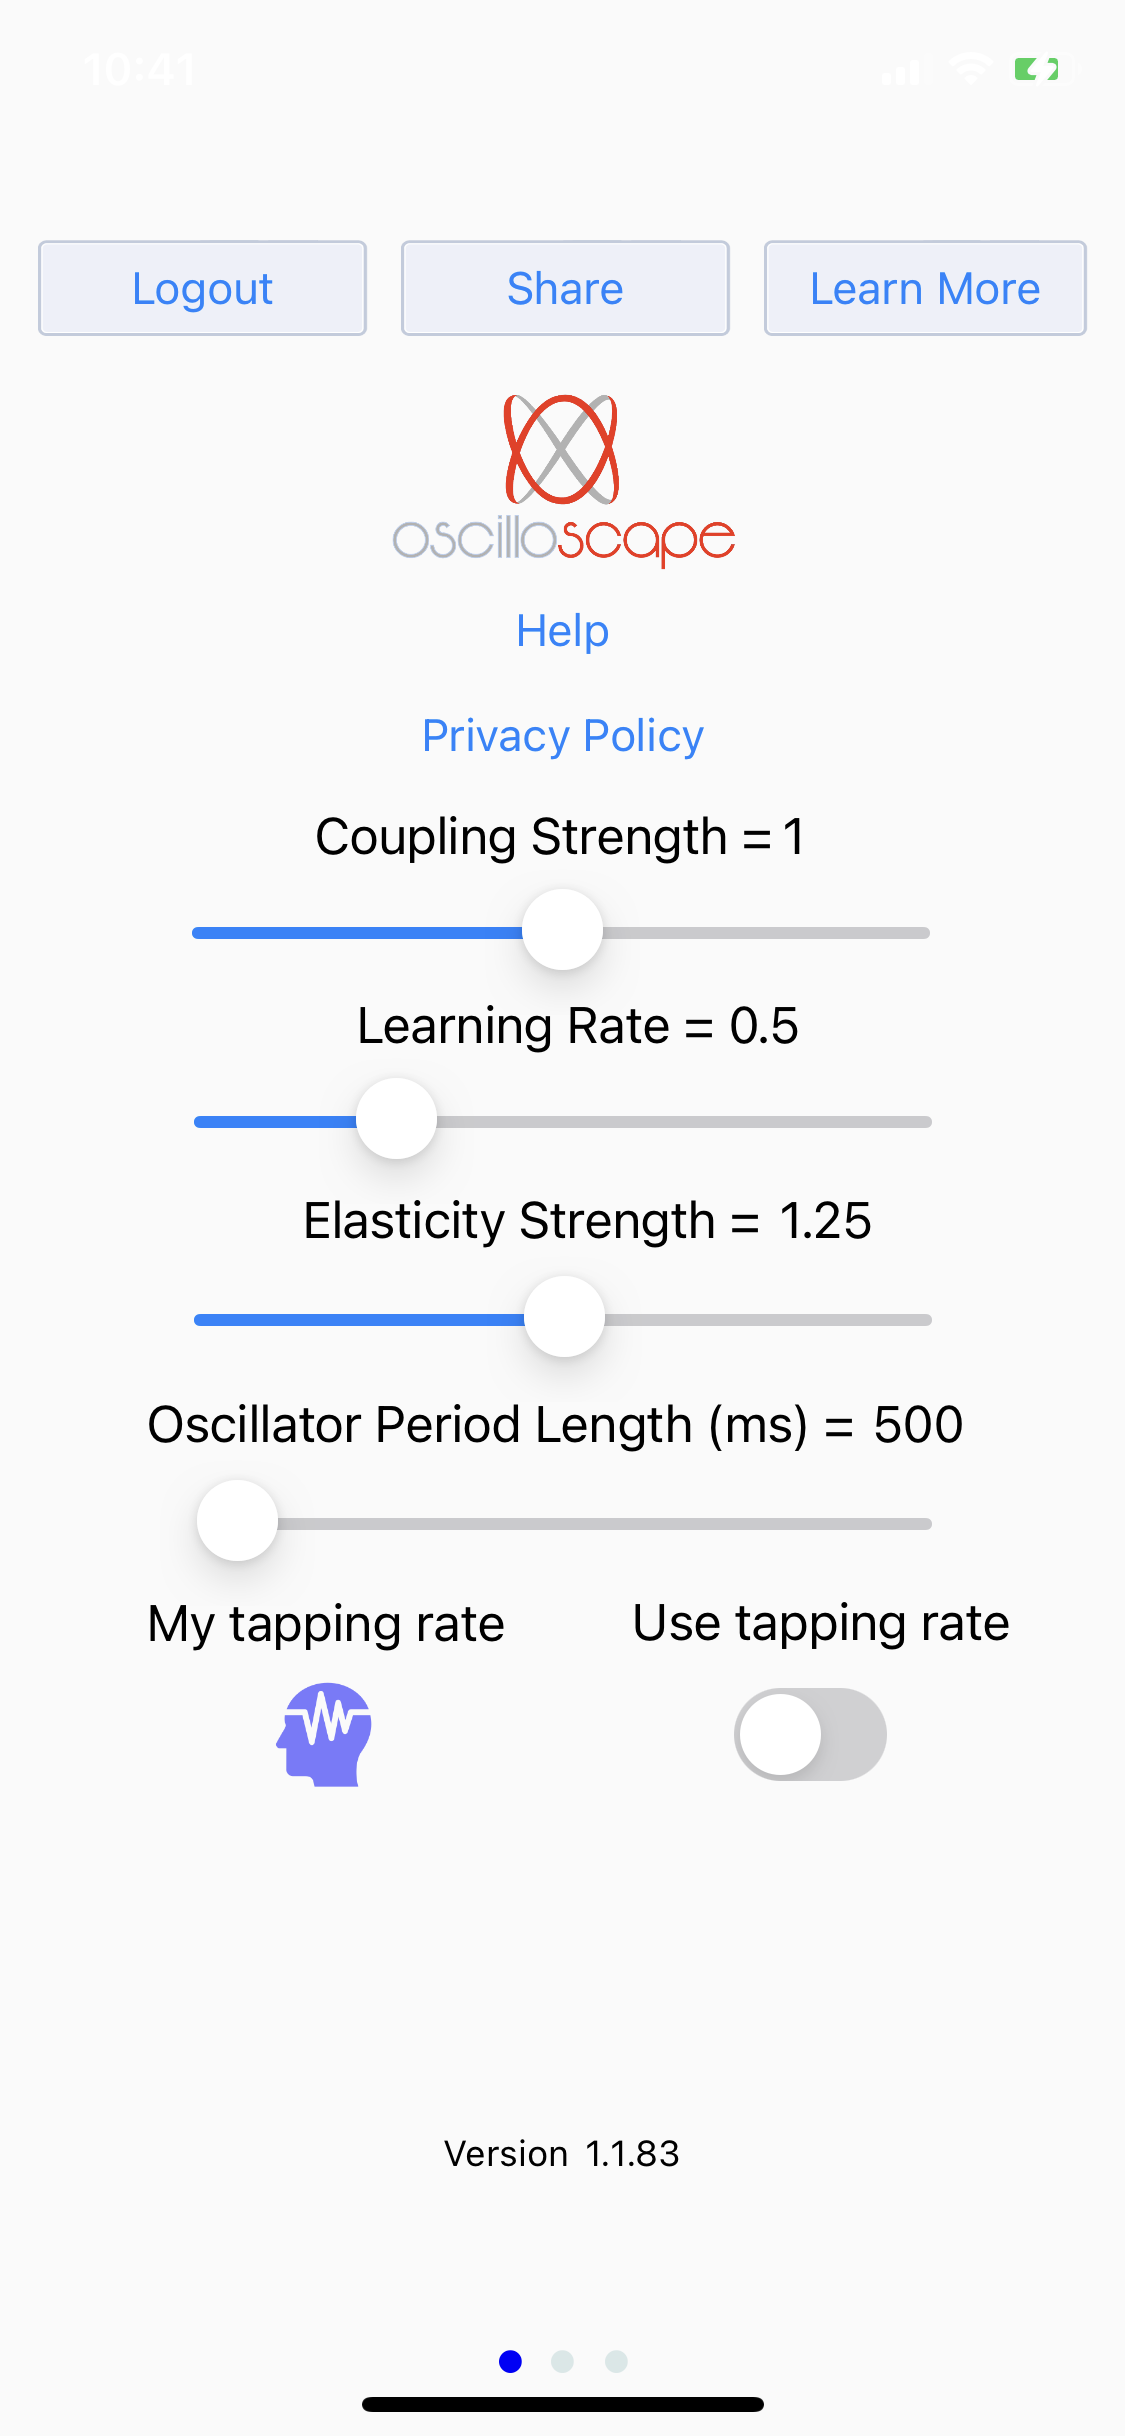 10:41
Logout Share Learn More
oscilloscape
Help
Privacy Policy
Coupling Strength = 1
Learning Rate = 0.5
Elasticity Strength = 1.25
Oscillator Period Length (ms) = 500
My tapping rate Use tapping rate
Version 1.1.83